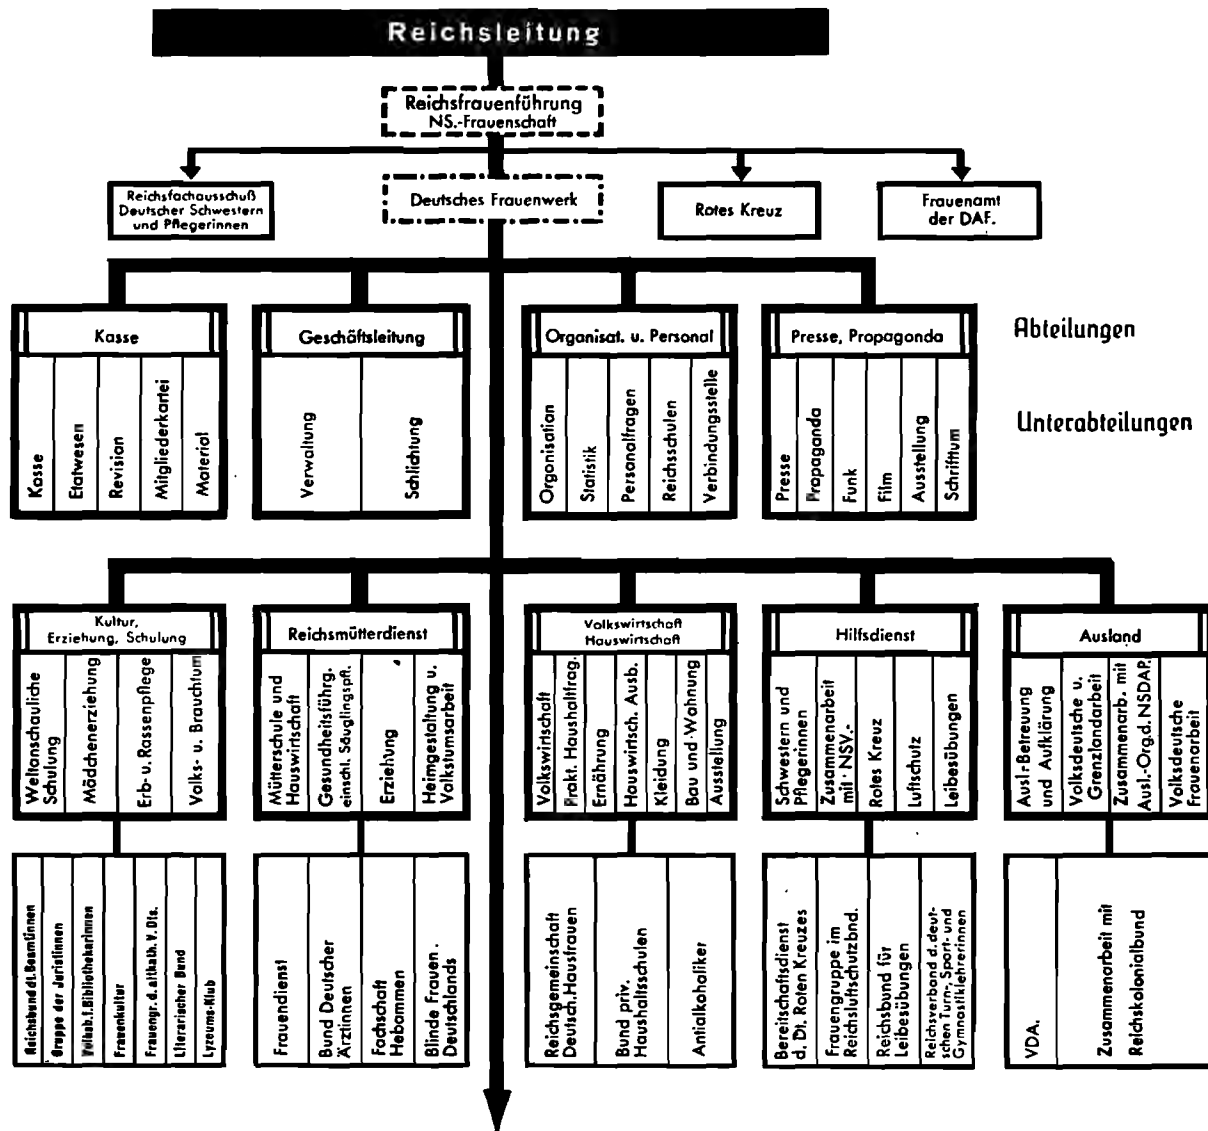 Reichsleitung
Reichsfrauenführung
NS.-Frauenschaft
Reichsfachausschuß
Deutscher Schwestern
und Pflegerinnen
Deutsches Frauenwerk
Rotes Kreuz
Frauenamt
der DAF.
Abteilungen
Unterabteilungen
Kasse
Kasse
Etatwesen
Revision
Mitgliederkartei
Material
Geschäftsleitung
Verwaltung
Schlichtung
Organisat. u. Personal
Organisation
Statistik
Personalfragen
Reichsschulen
Verbindungsstelle
Presse, Propaganda
Presse
Propaganda
Funk
Film
Ausstellung
Schrifttum
Kultur,
Erziehung, Schulung
Weltanschauliche
Schulung
Mädchenerziehung
Erb- u. Rassenpflege
Volks- u. Brauchtum
Reichsmütterdienst
Mütterschule und
Hauswirtschaft
Gesundheitsführg.
einschl. Säuglingspfl.
Erziehung
Heimgestaltung u.
Volkstumsarbeit
Volkswirtschaft
Hauswirtschaft
Volkswirtschaft
Prakt. Haushaltfrag.
Ernährung
Hauswirtsch. Ausb.
Kleidung
Bau und Wohnung
Ausstellung
Hilfsdienst
Schwestern und
Pflegerinnen
Zusammenarbeit
mit NSV.-
Rotes Kreuz
Luftschutz
Leibesübungen
Ausland
Ausl.-Betreuung
und Aufklärung
Volksdeutsche u.
Grenzlandarbeit
Zusammenarb. mit
Ausl.-Org.d.NSDAP.
Volksdeutsche
Frauenarbeit
Reichsbund dt. Beamtinnen
Gruppe der Juristinnen
Volksb. f. Bibliothekarinnen
Frauenkultur
Frauengr. d. altkath. V. Dts.
Literarischer Bund
Lyzeums-Klub
Frauendienst
Bund Deutscher
Ärztinnen
Fachschaft
Hebammen
Blinde Frauen
Deutschlands
Reichsgemeinschaft
Deutsch.Hausfrauen
Bund priv.
Haushaltsschulen
Antialkoholiker
Bereitschaftsdienst
d. Dt. Roten Kreuzes
Frauengruppe im
Reichsluftschutzbnd.
Reichsbund für
Leibesübungen
Reichsverband d. deut-
schen Turn-, Sport- und
Gymnastiklehrerinnen
VDA.
Zusammenarbeit mit
Reichskolonialbund